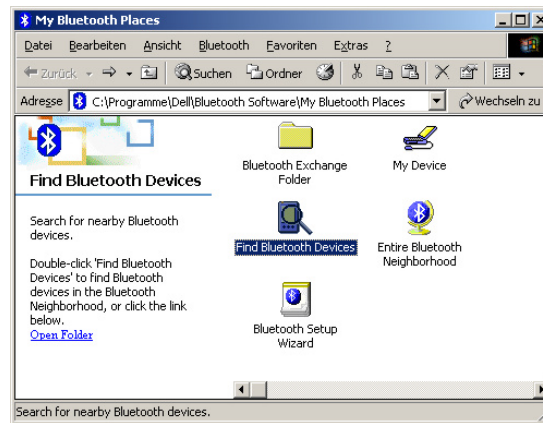 My Bluetooth Places
Datei Bearbeiten Ansicht Bluetooth Favoriten Extras ?
Zurück Suchen Ordner
Adresse C:\Programme\Dell\Bluetooth Software\My Bluetooth Places Wechseln zu
Find Bluetooth Devices
Search for nearby Bluetooth
devices.
Double-click 'Find Bluetooth
Devices' to find Bluetooth
devices in the Bluetooth
Neighborhood, or click the link
below.
Open Folder
Bluetooth Exchange
Folder
My Device
Find Bluetooth Devices
Entire Bluetooth
Neighborhood
Bluetooth Setup
Wizard
Search for nearby Bluetooth devices.